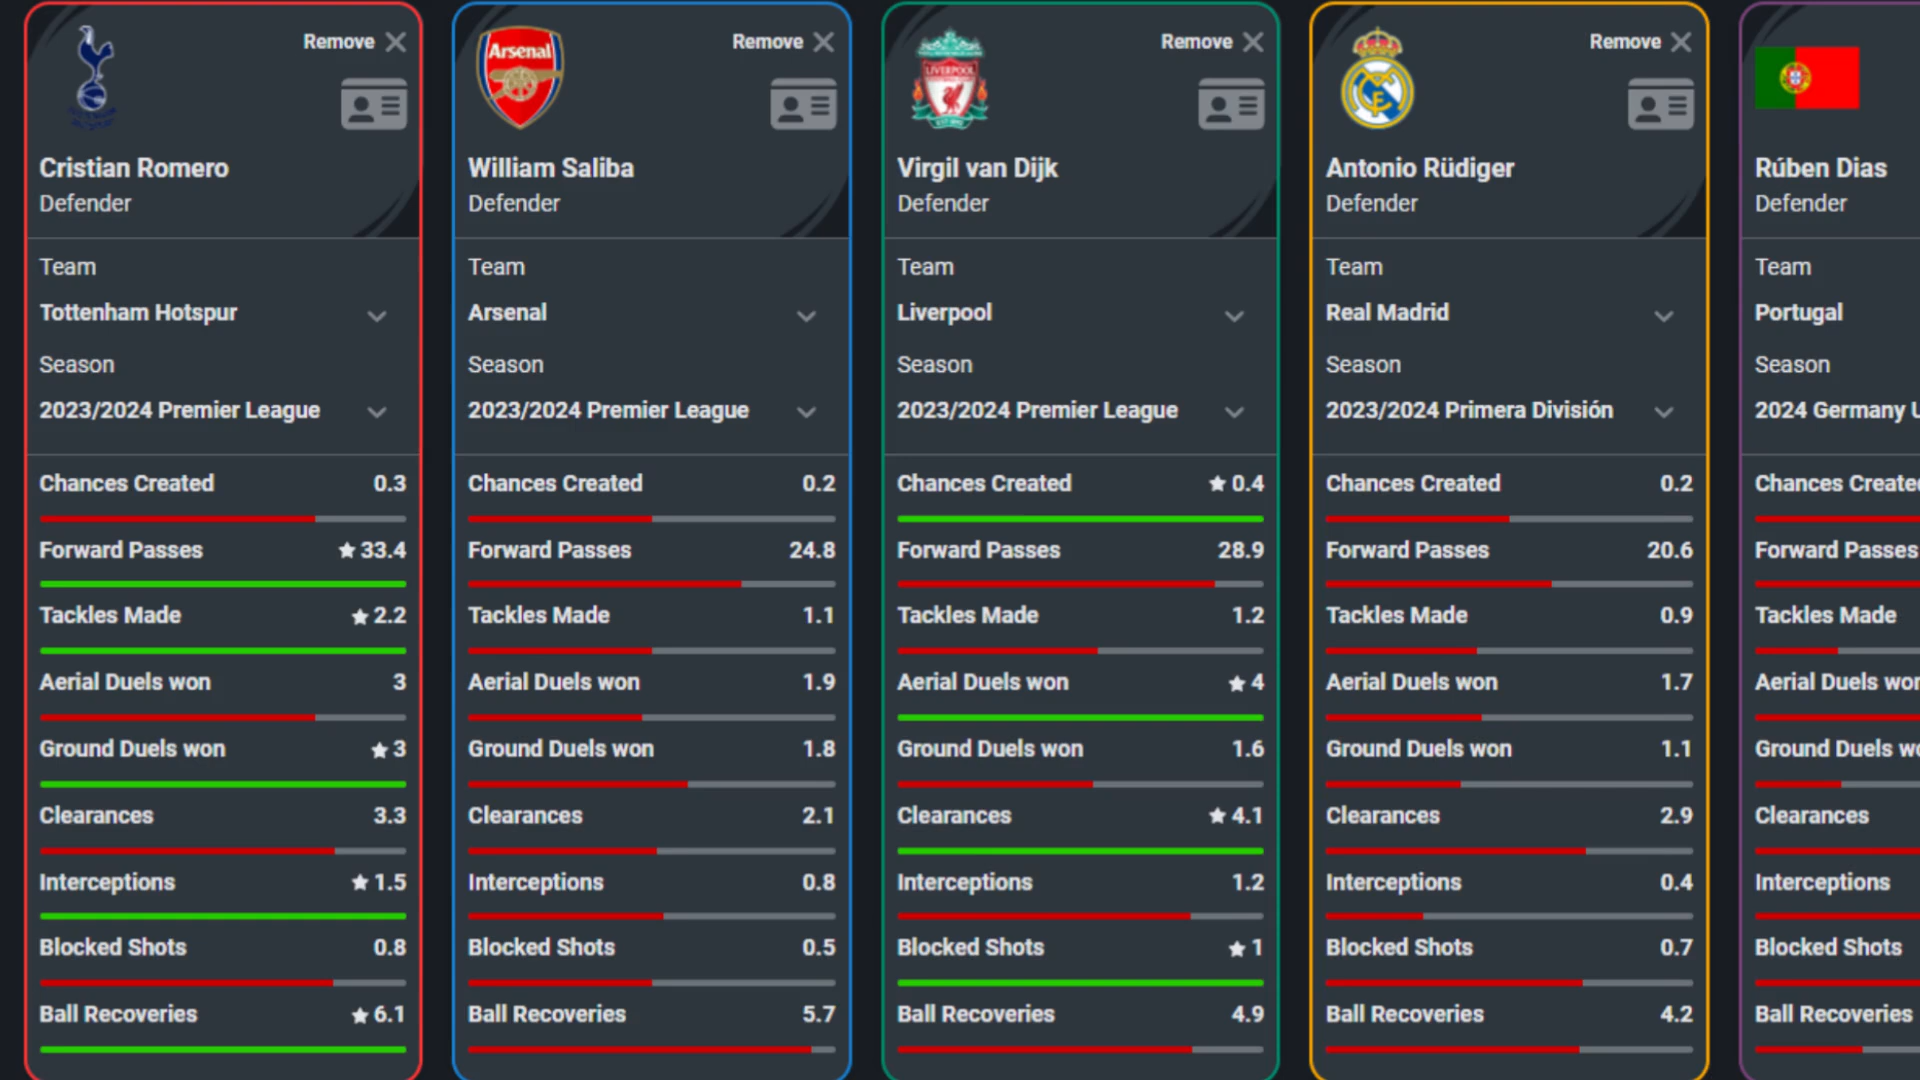 Remove
Cristian Romero
Defender
Team
Tottenham Hotspur
Season
2023/2024 Premier League
Chances Created 0.3
Forward Passes ★ 33.4
Tackles Made ★ 2.2
Aerial Duels won 3
Ground Duels won ★ 3
Clearances 3.3
Interceptions ★ 1.5
Blocked Shots 0.8
Ball Recoveries ★ 6.1
Arsenal
Remove
William Saliba
Defender
Team
Arsenal
Season
2023/2024 Premier League
Chances Created 0.2
Forward Passes 24.8
Tackles Made 1.1
Aerial Duels won 1.9
Ground Duels won 1.8
Clearances 2.1
Interceptions 0.8
Blocked Shots 0.5
Ball Recoveries 5.7
LIVERPOOL
Remove
Virgil van Dijk
Defender
Team
Liverpool
Season
2023/2024 Premier League
Chances Created ★ 0.4
Forward Passes 28.9
Tackles Made 1.2
Aerial Duels won ★ 4
Ground Duels won 1.6
Clearances ★ 4.1
Interceptions 1.2
Blocked Shots ★ 1
Ball Recoveries 4.9
Remove
Antonio Rüdiger
Defender
Team
Real Madrid
Season
2023/2024 Primera División
Chances Created 0.2
Forward Passes 20.6
Tackles Made 0.9
Aerial Duels won 1.7
Ground Duels won 1.1
Clearances 2.9
Interceptions 0.4
Blocked Shots 0.7
Ball Recoveries 4.2
Rúben Dias
Defender
Team
Portugal
Season
2024 Germany U
Chances Create
Forward Passes
Tackles Made
Aerial Duels wo
Ground Duels w
Clearances
Interceptions
Blocked Shots
Ball Recoveries